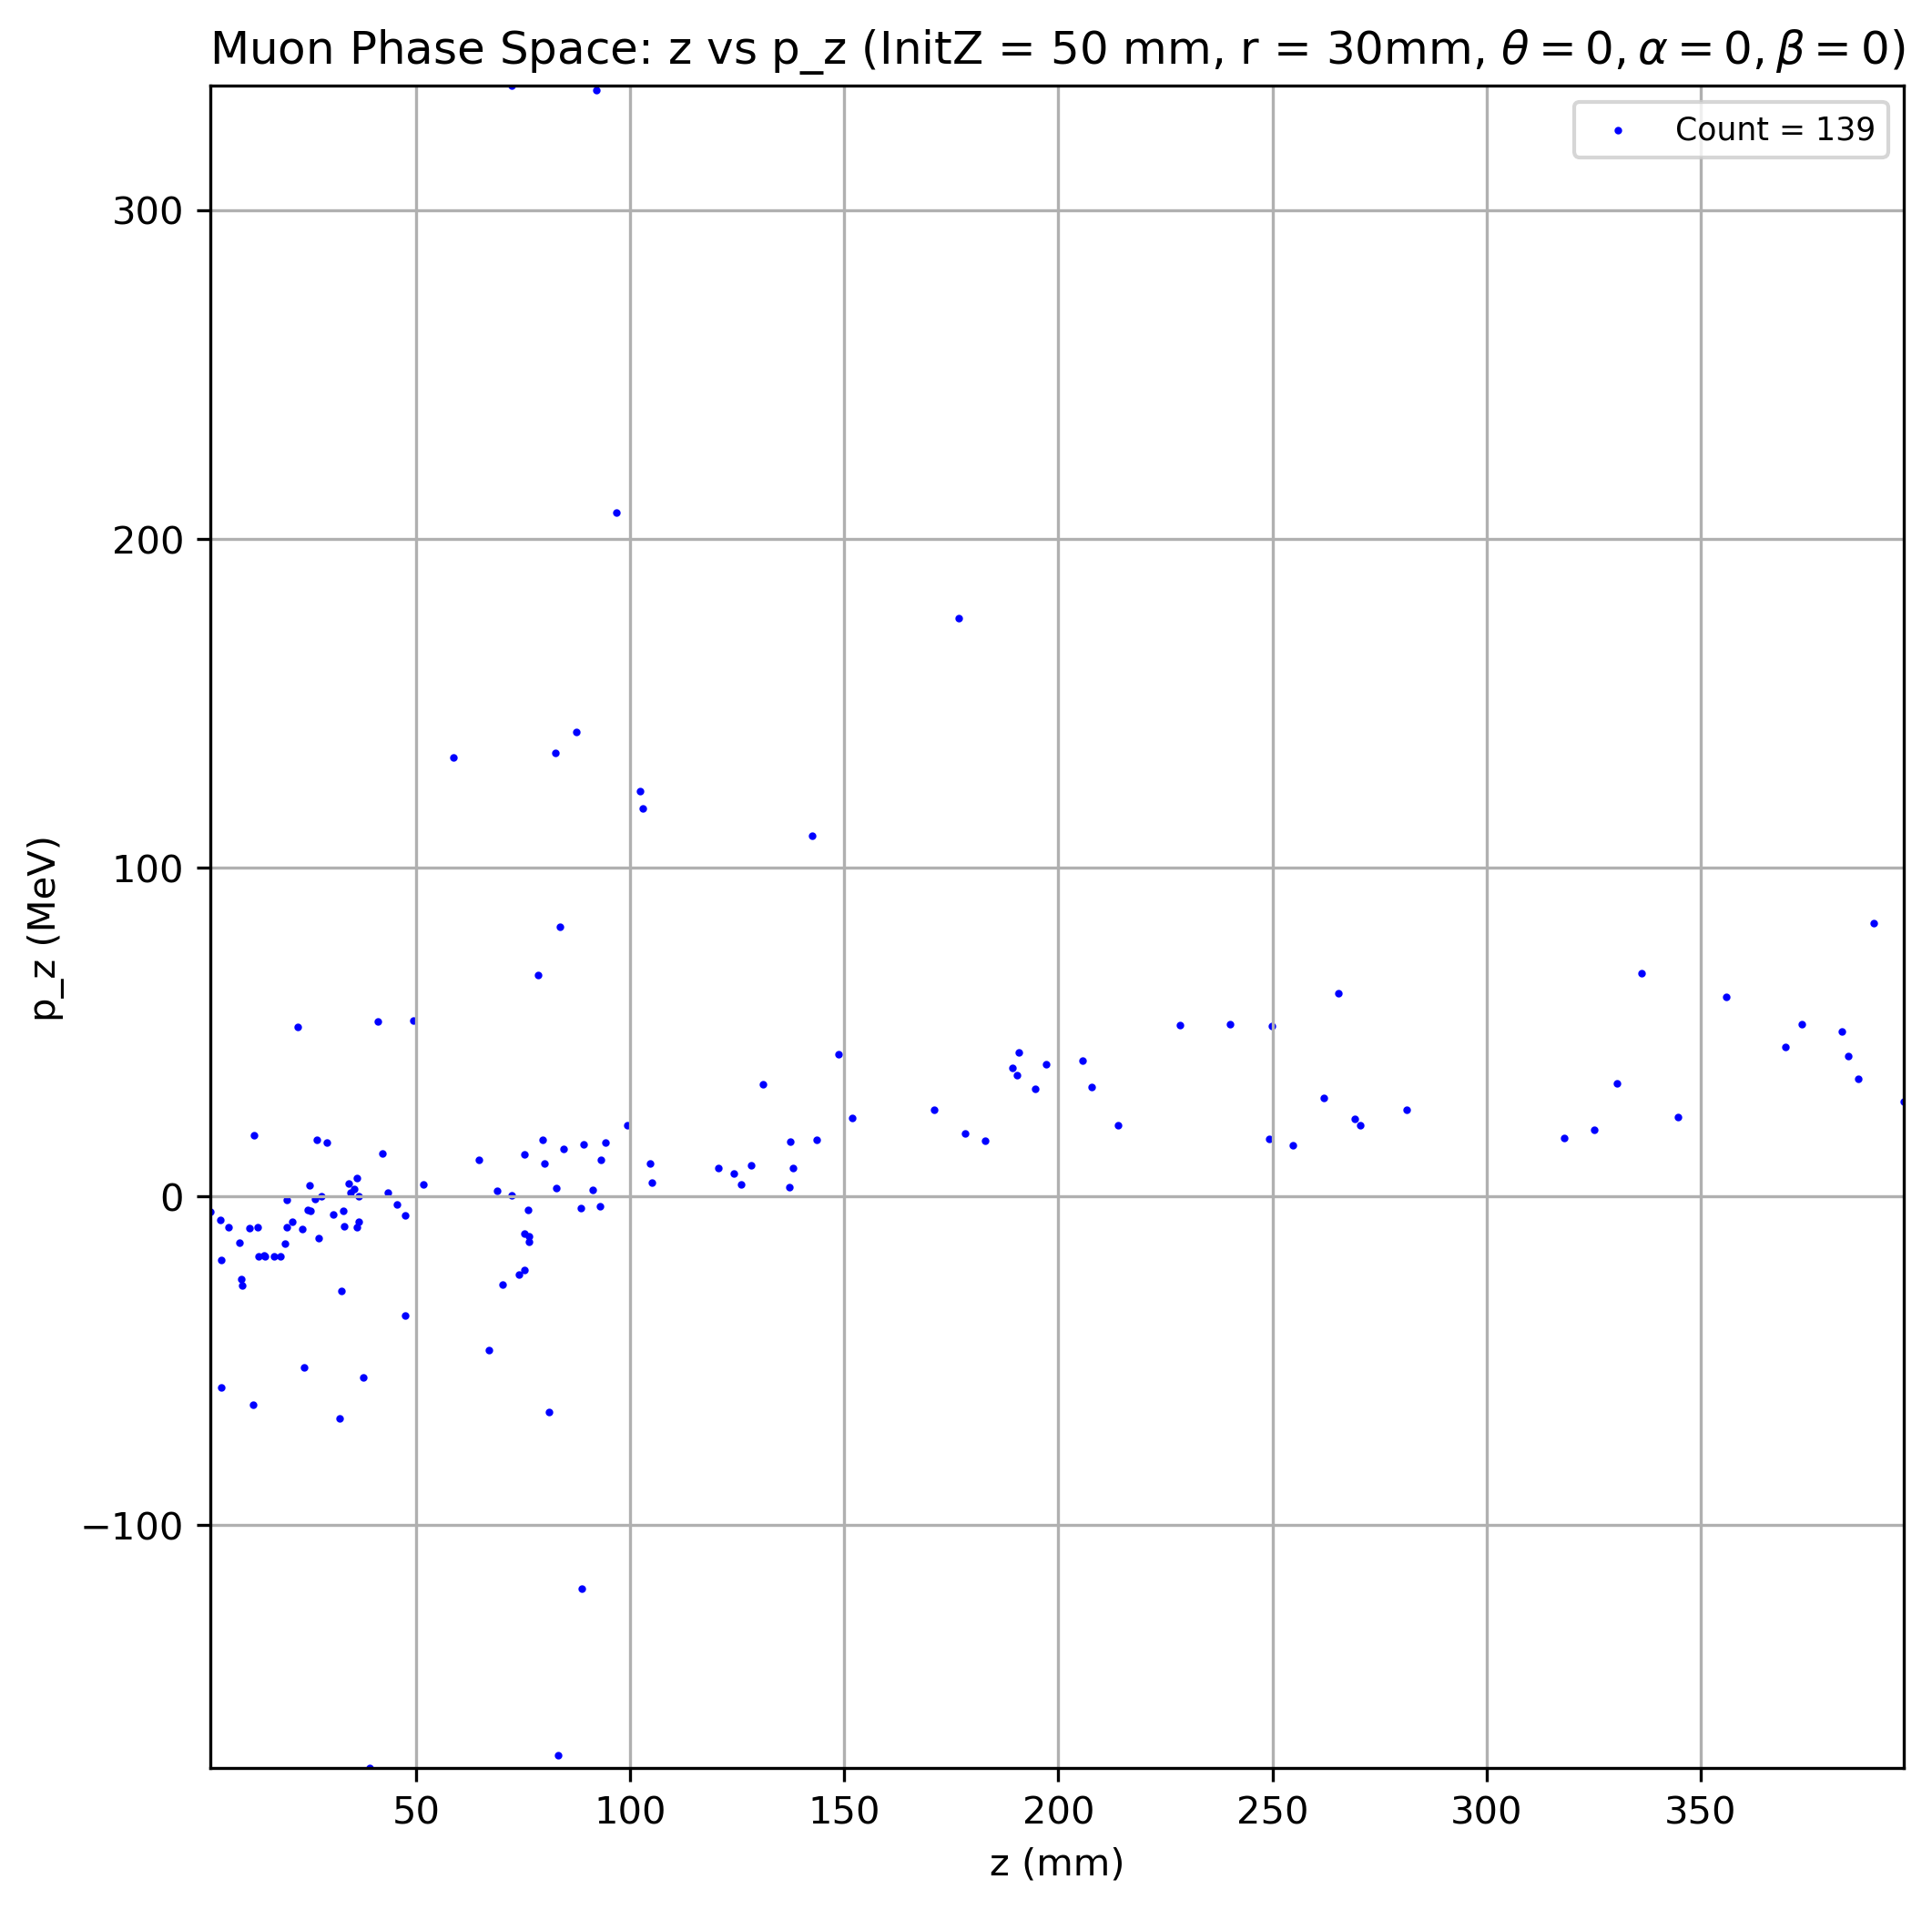 Muon Phase Space: z vs p_z (InitZ = 50 mm, r = 30mm, θ = 0, α = 0, β = 0)
Count = 139
300
200
100
0
−100
p_z (MeV)
50 100 150 200 250 300 350
z (mm)